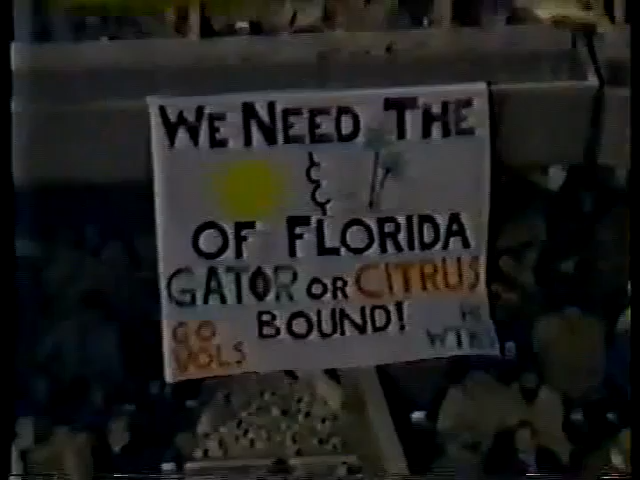 WE NEED THE
&
OF FLORIDA
GATOR OR CITRUS
BOUND!
GO
VOLS